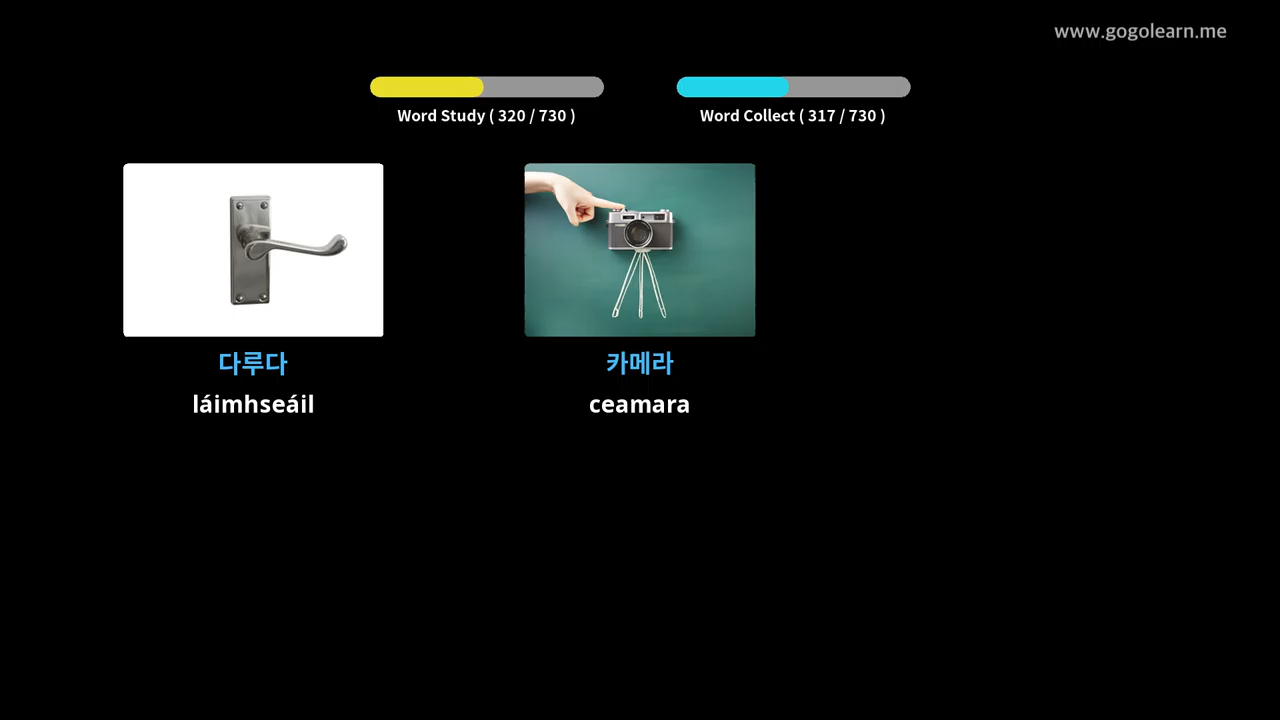 www.gogolearn.me
Word Study ( 320 / 730 )
Word Collect ( 317 / 730 )
다루다
카메라
láimhseáil
ceamara